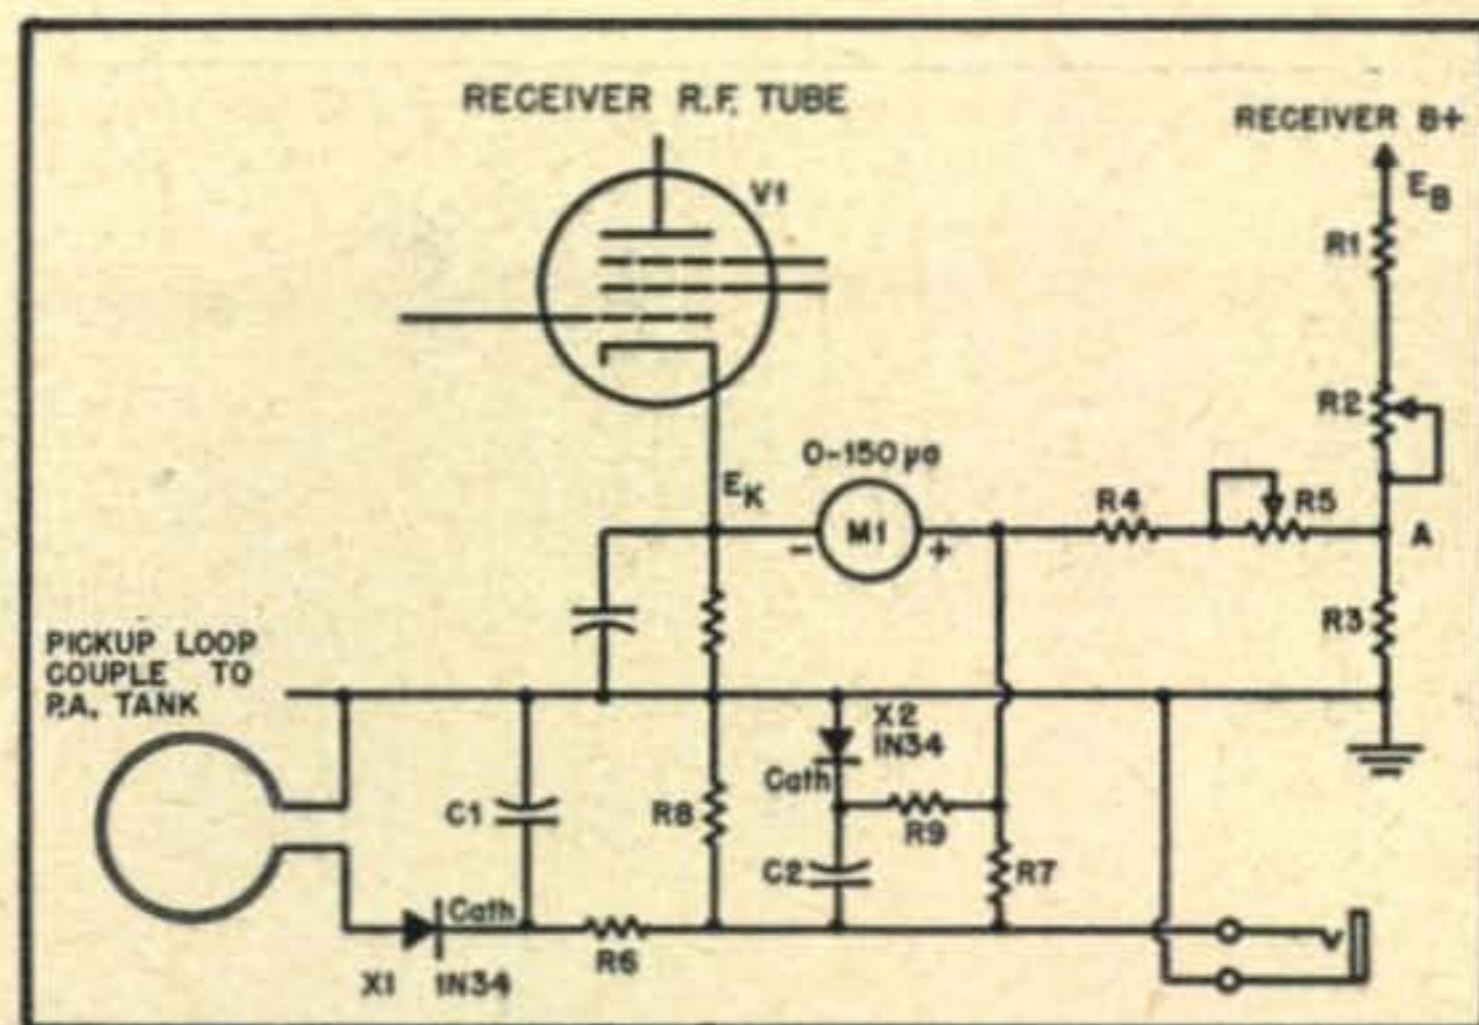 RECEIVER R.F. TUBE
RECEIVER B+
V1
EB
R1
R2
0-150 μa
EK
M1
-
+
R4
R5
A
R3
PICKUP LOOP
COUPLE TO
P.A. TANK
X2
1N34
Cath
C1
R8
R9
C2
R7
Cath
R6
X1 1N34